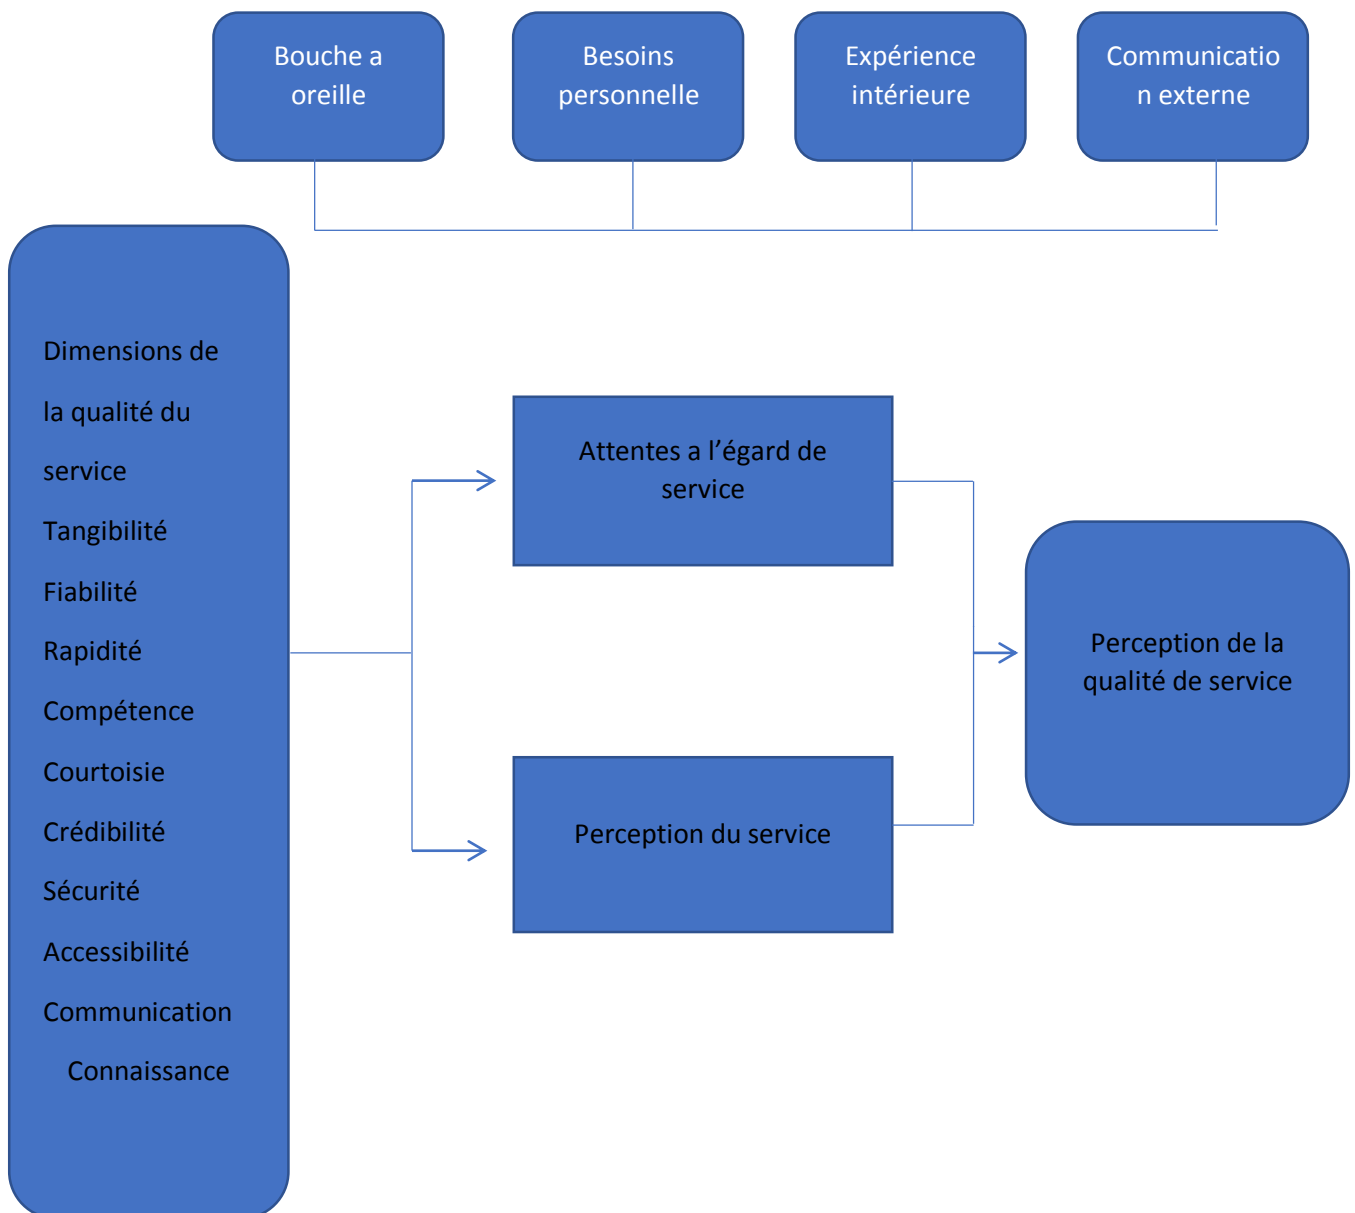 Bouche a
oreille
Besoins
personnelle
Expérience
intérieure
Communicatio
n externe
Dimensions de
la qualité du
service
Tangibilité
Fiabilité
Rapidité
Compétence
Courtoisie
Crédibilité
Sécurité
Accessibilité
Communication
Connaissance
Attentes a l’égard de
service
Perception du service
Perception de la
qualité de service